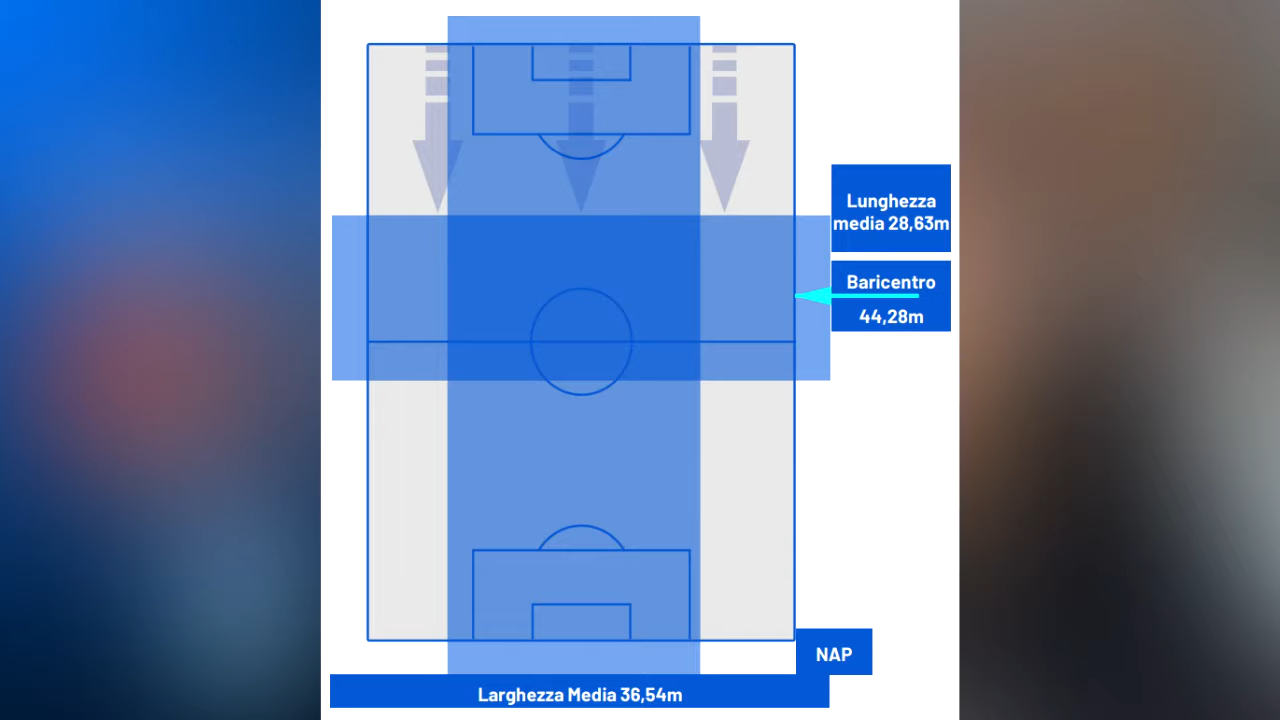 Lunghezza
media 28,63m
Baricentro
44,28m
NAP
Larghezza Media 36,54m